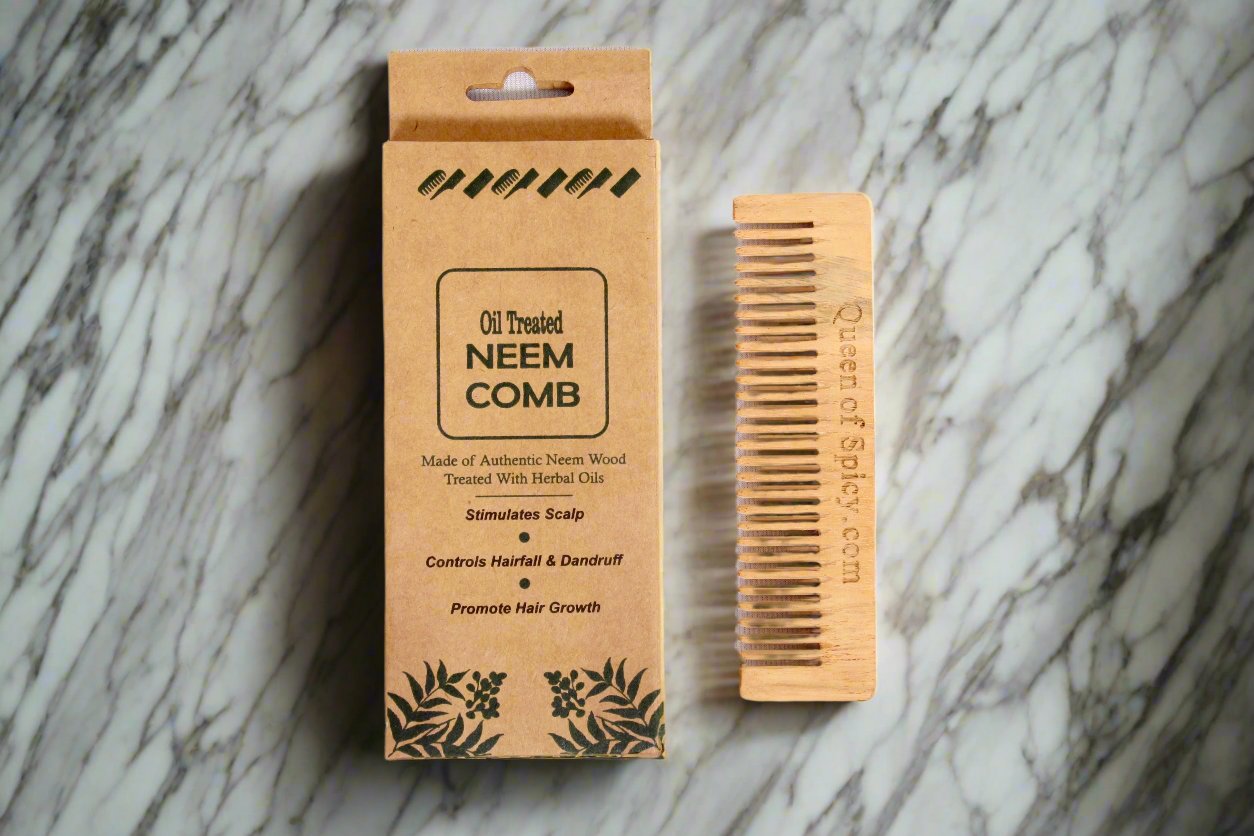 Oil Treated
NEEM
COMB
Made of Authentic Neem Wood
Treated With Herbal Oils
Stimulates Scalp
Controls Hairfall & Dandruff
Promote Hair Growth
Queen of Spicy.com